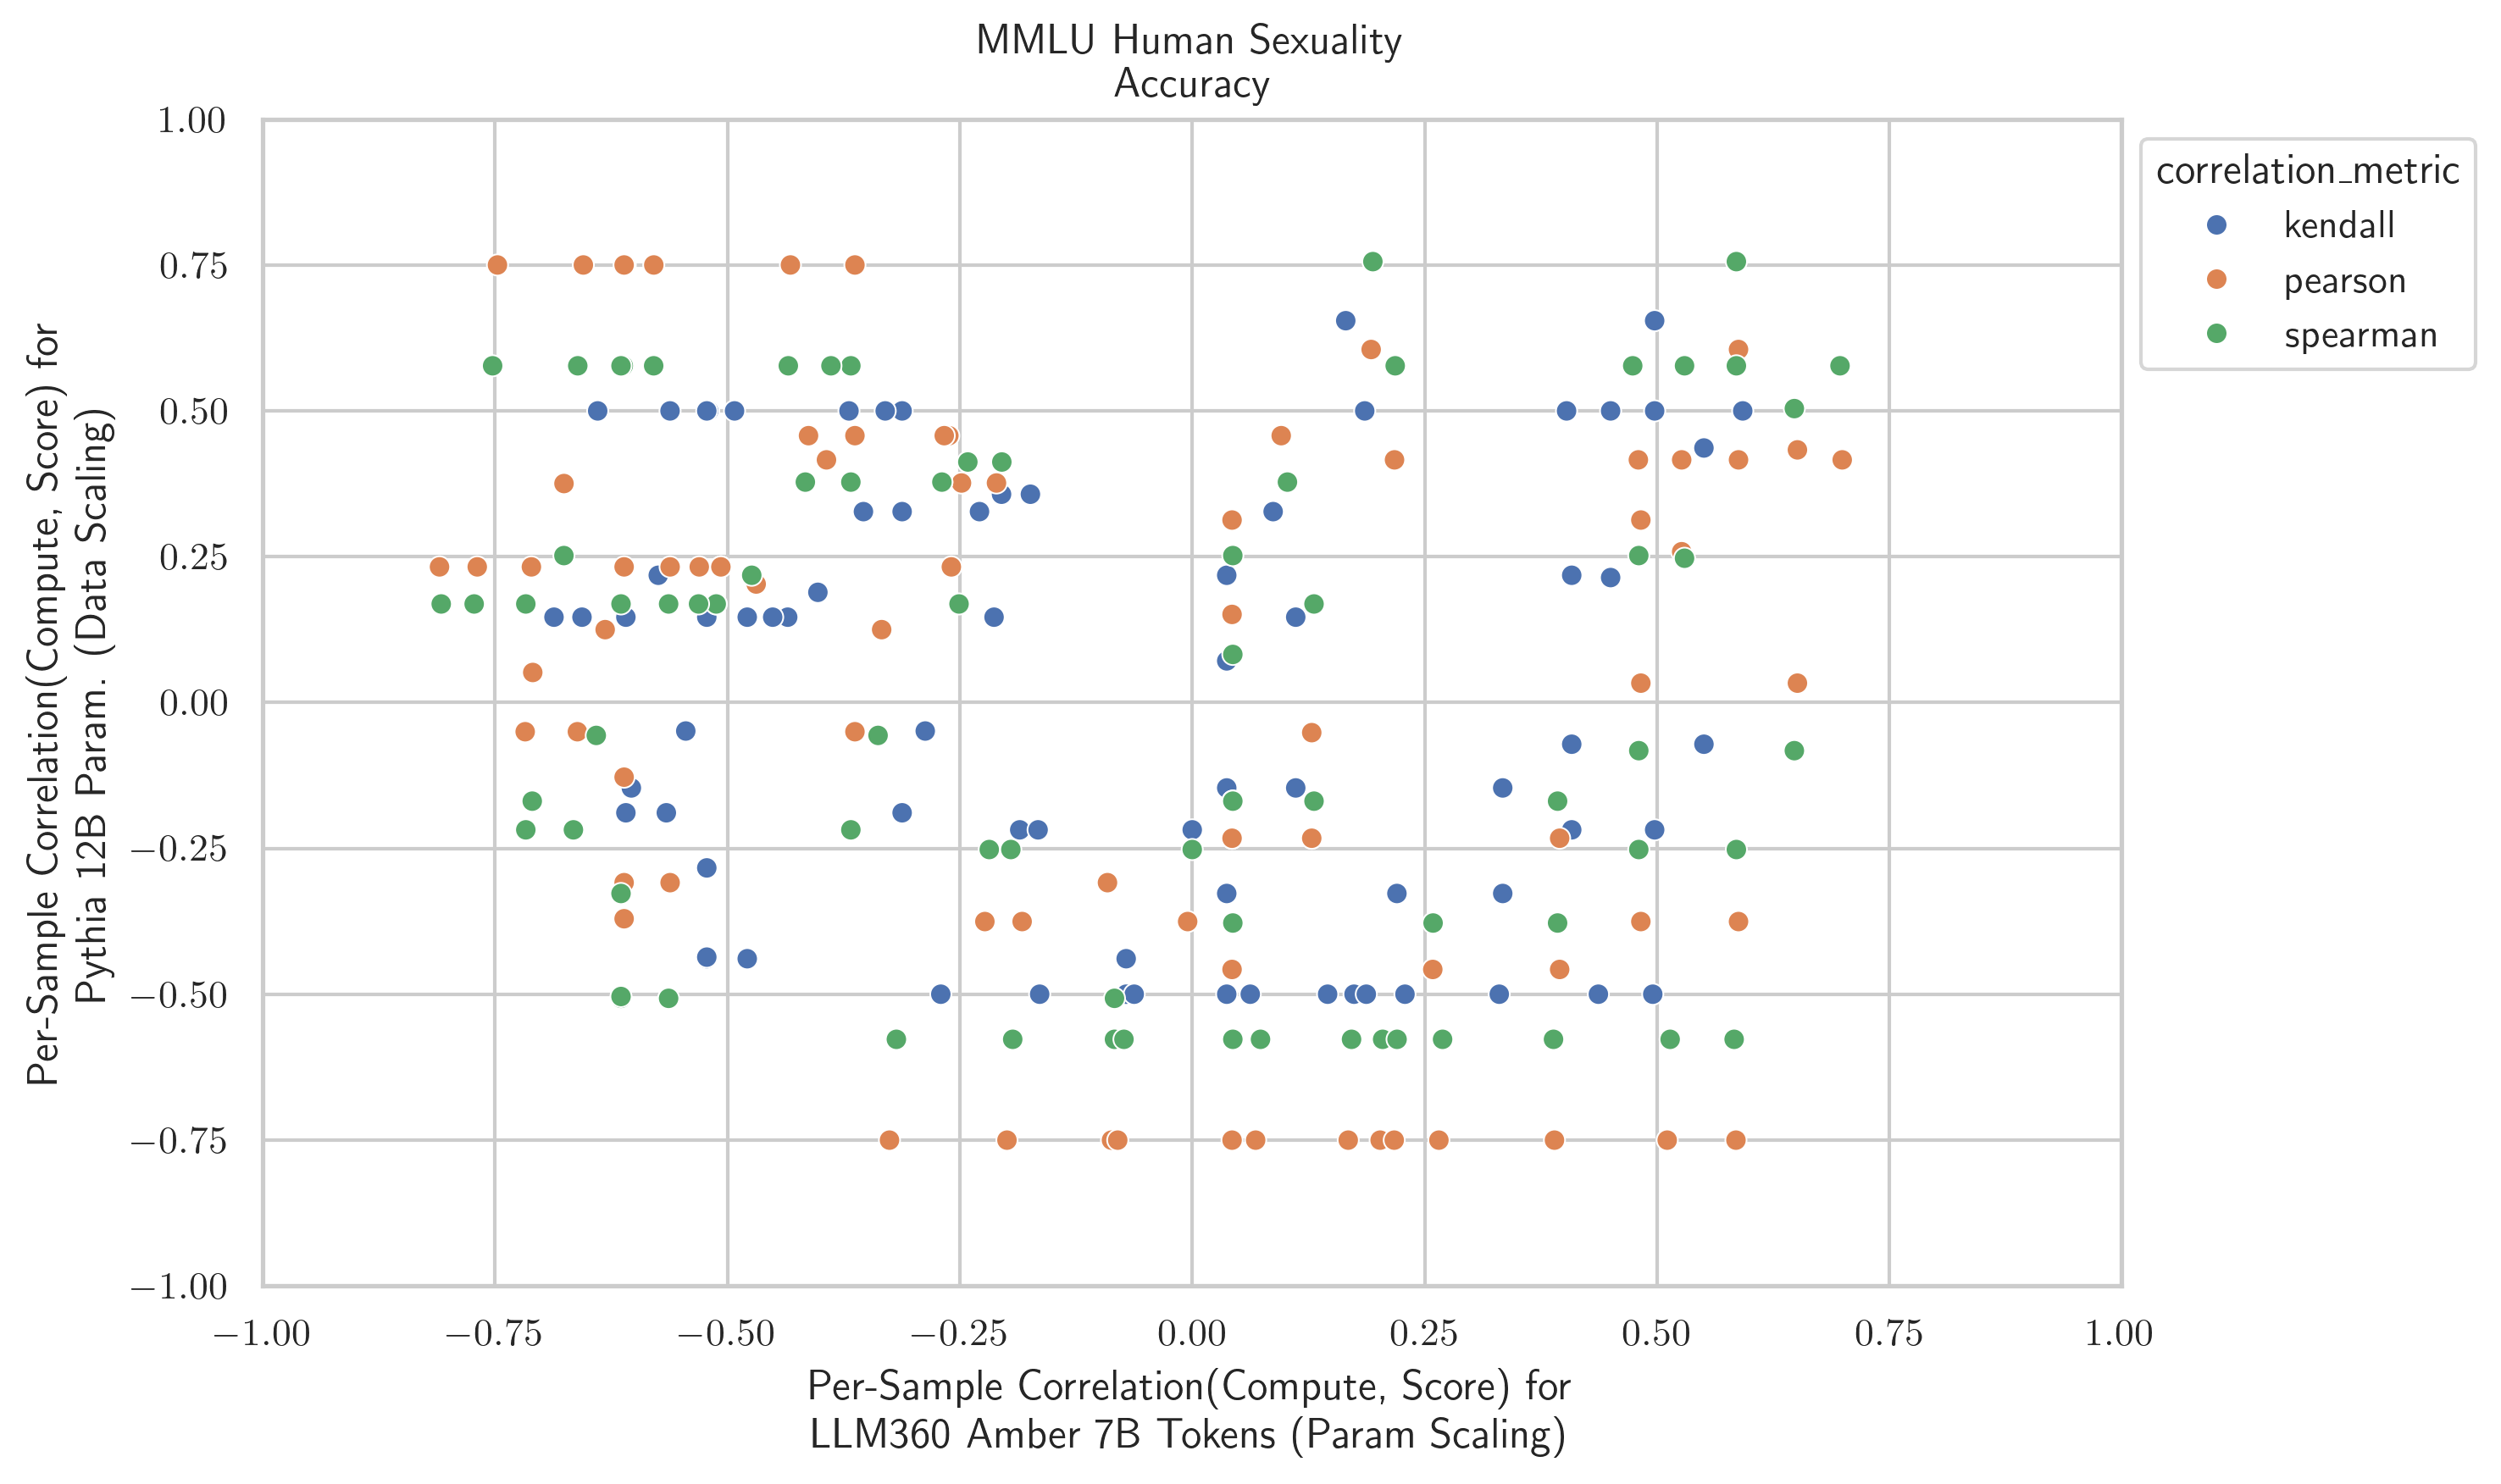 MMLU Human Sexuality
Accuracy
1.00
0.75
0.50
0.25
0.00
−0.25
−0.50
−0.75
−1.00
Per-Sample Correlation(Compute, Score) for
Pythia 12B Param. (Data Scaling)
−1.00 −0.75 −0.50 −0.25 0.00 0.25 0.50 0.75 1.00
Per-Sample Correlation(Compute, Score) for
LLM360 Amber 7B Tokens (Param Scaling)
correlation_metric
kendall
pearson
spearman